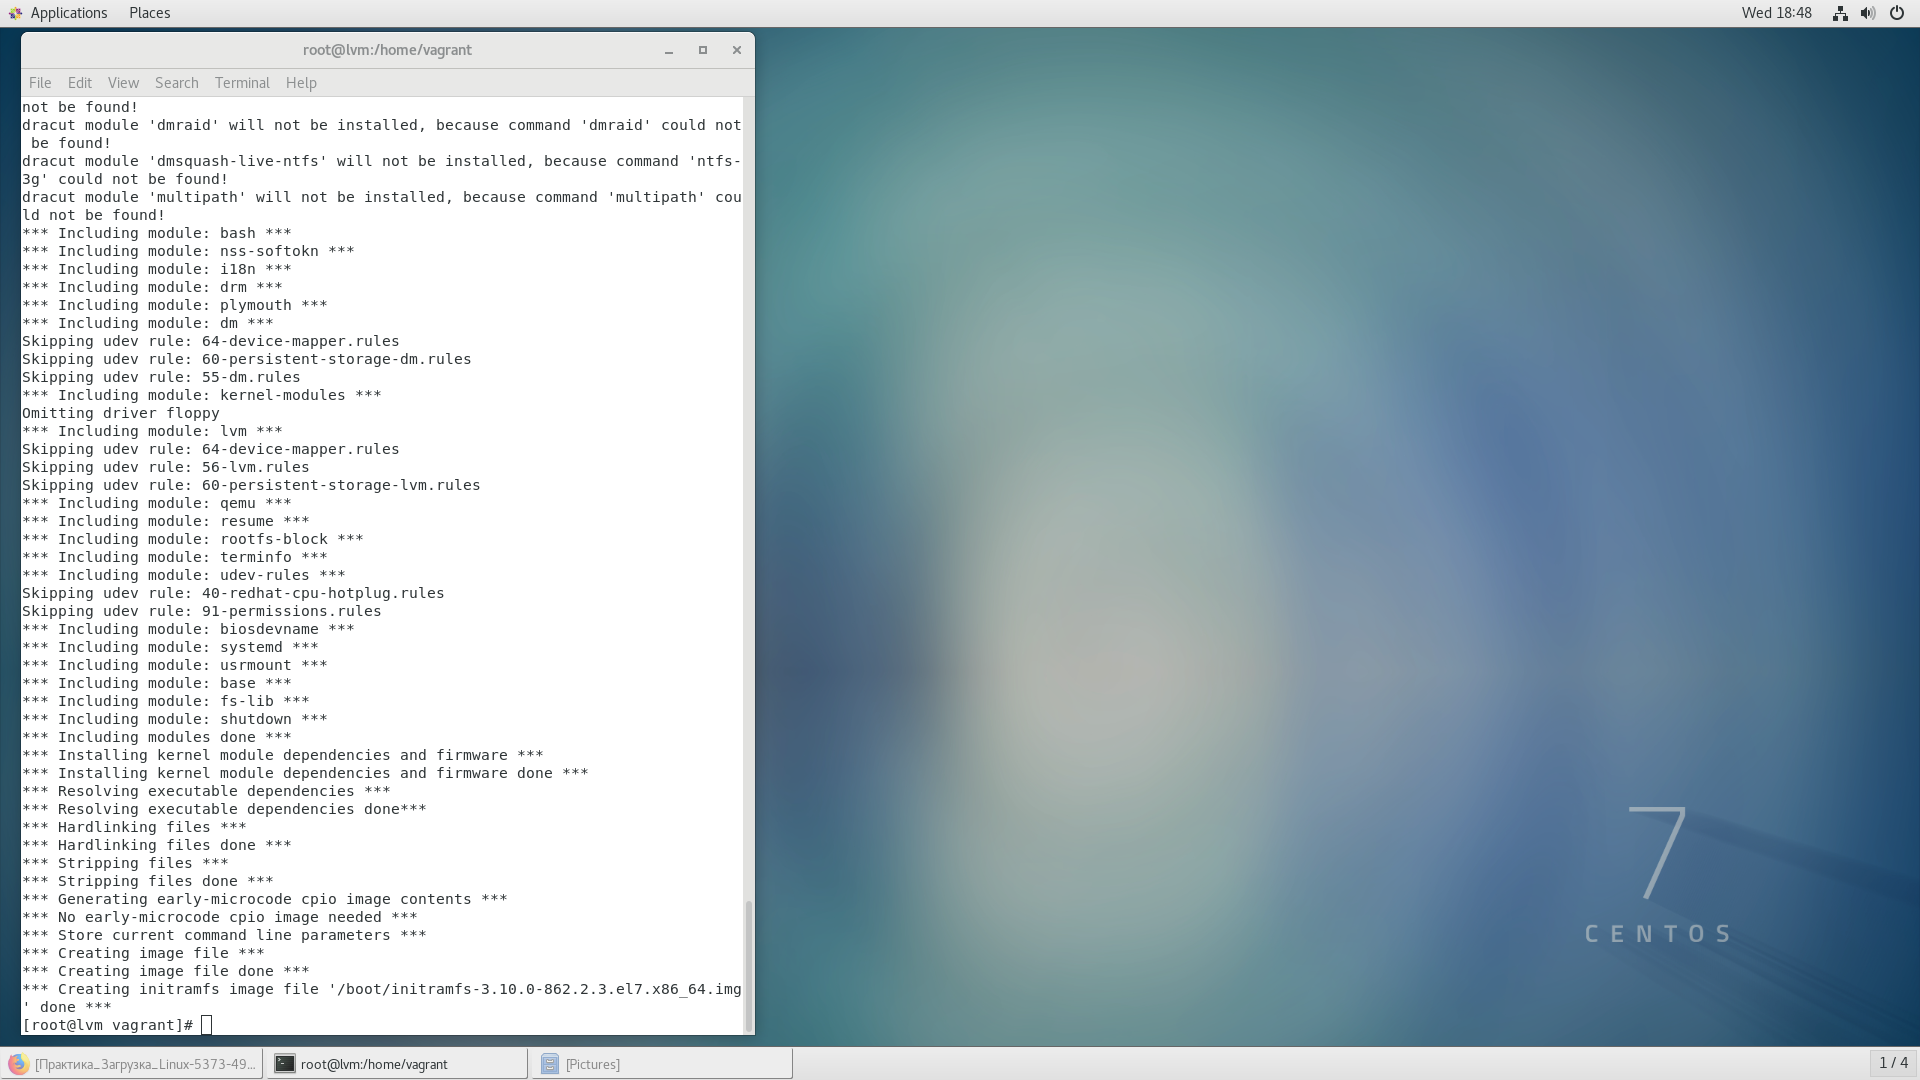 Applications Places Wed 18:48
root@lvm:/home/vagrant
File Edit View Search Terminal Help
not be found!
dracut module 'dmraid' will not be installed, because command 'dmraid' could not
 be found!
dracut module 'dmsquash-live-ntfs' will not be installed, because command 'ntfs-
3g' could not be found!
dracut module 'multipath' will not be installed, because command 'multipath' cou
ld not be found!
*** Including module: bash ***
*** Including module: nss-softokn ***
*** Including module: i18n ***
*** Including module: drm ***
*** Including module: plymouth ***
*** Including module: dm ***
Skipping udev rule: 64-device-mapper.rules
Skipping udev rule: 60-persistent-storage-dm.rules
Skipping udev rule: 55-dm.rules
*** Including module: kernel-modules ***
Omitting driver floppy
*** Including module: lvm ***
Skipping udev rule: 64-device-mapper.rules
Skipping udev rule: 56-lvm.rules
Skipping udev rule: 60-persistent-storage-lvm.rules
*** Including module: qemu ***
*** Including module: resume ***
*** Including module: rootfs-block ***
*** Including module: terminfo ***
*** Including module: udev-rules ***
Skipping udev rule: 40-redhat-cpu-hotplug.rules
Skipping udev rule: 91-permissions.rules
*** Including module: biosdevname ***
*** Including module: systemd ***
*** Including module: usrmount ***
*** Including module: base ***
*** Including module: fs-lib ***
*** Including module: shutdown ***
*** Including modules done ***
*** Installing kernel module dependencies and firmware ***
*** Installing kernel module dependencies and firmware done ***
*** Resolving executable dependencies ***
*** Resolving executable dependencies done***
*** Hardlinking files ***
*** Hardlinking files done ***
*** Stripping files ***
*** Stripping files done ***
*** Generating early-microcode cpio image contents ***
*** No early-microcode cpio image needed ***
*** Store current command line parameters ***
*** Creating image file ***
*** Creating image file done ***
*** Creating initramfs image file '/boot/initramfs-3.10.0-862.2.3.el7.x86_64.img
' done ***
[root@lvm vagrant]#
7
CENTOS
[Практика_Загрузка_Linux-5373-49... root@lvm:/home/vagrant [Pictures] 1 / 4